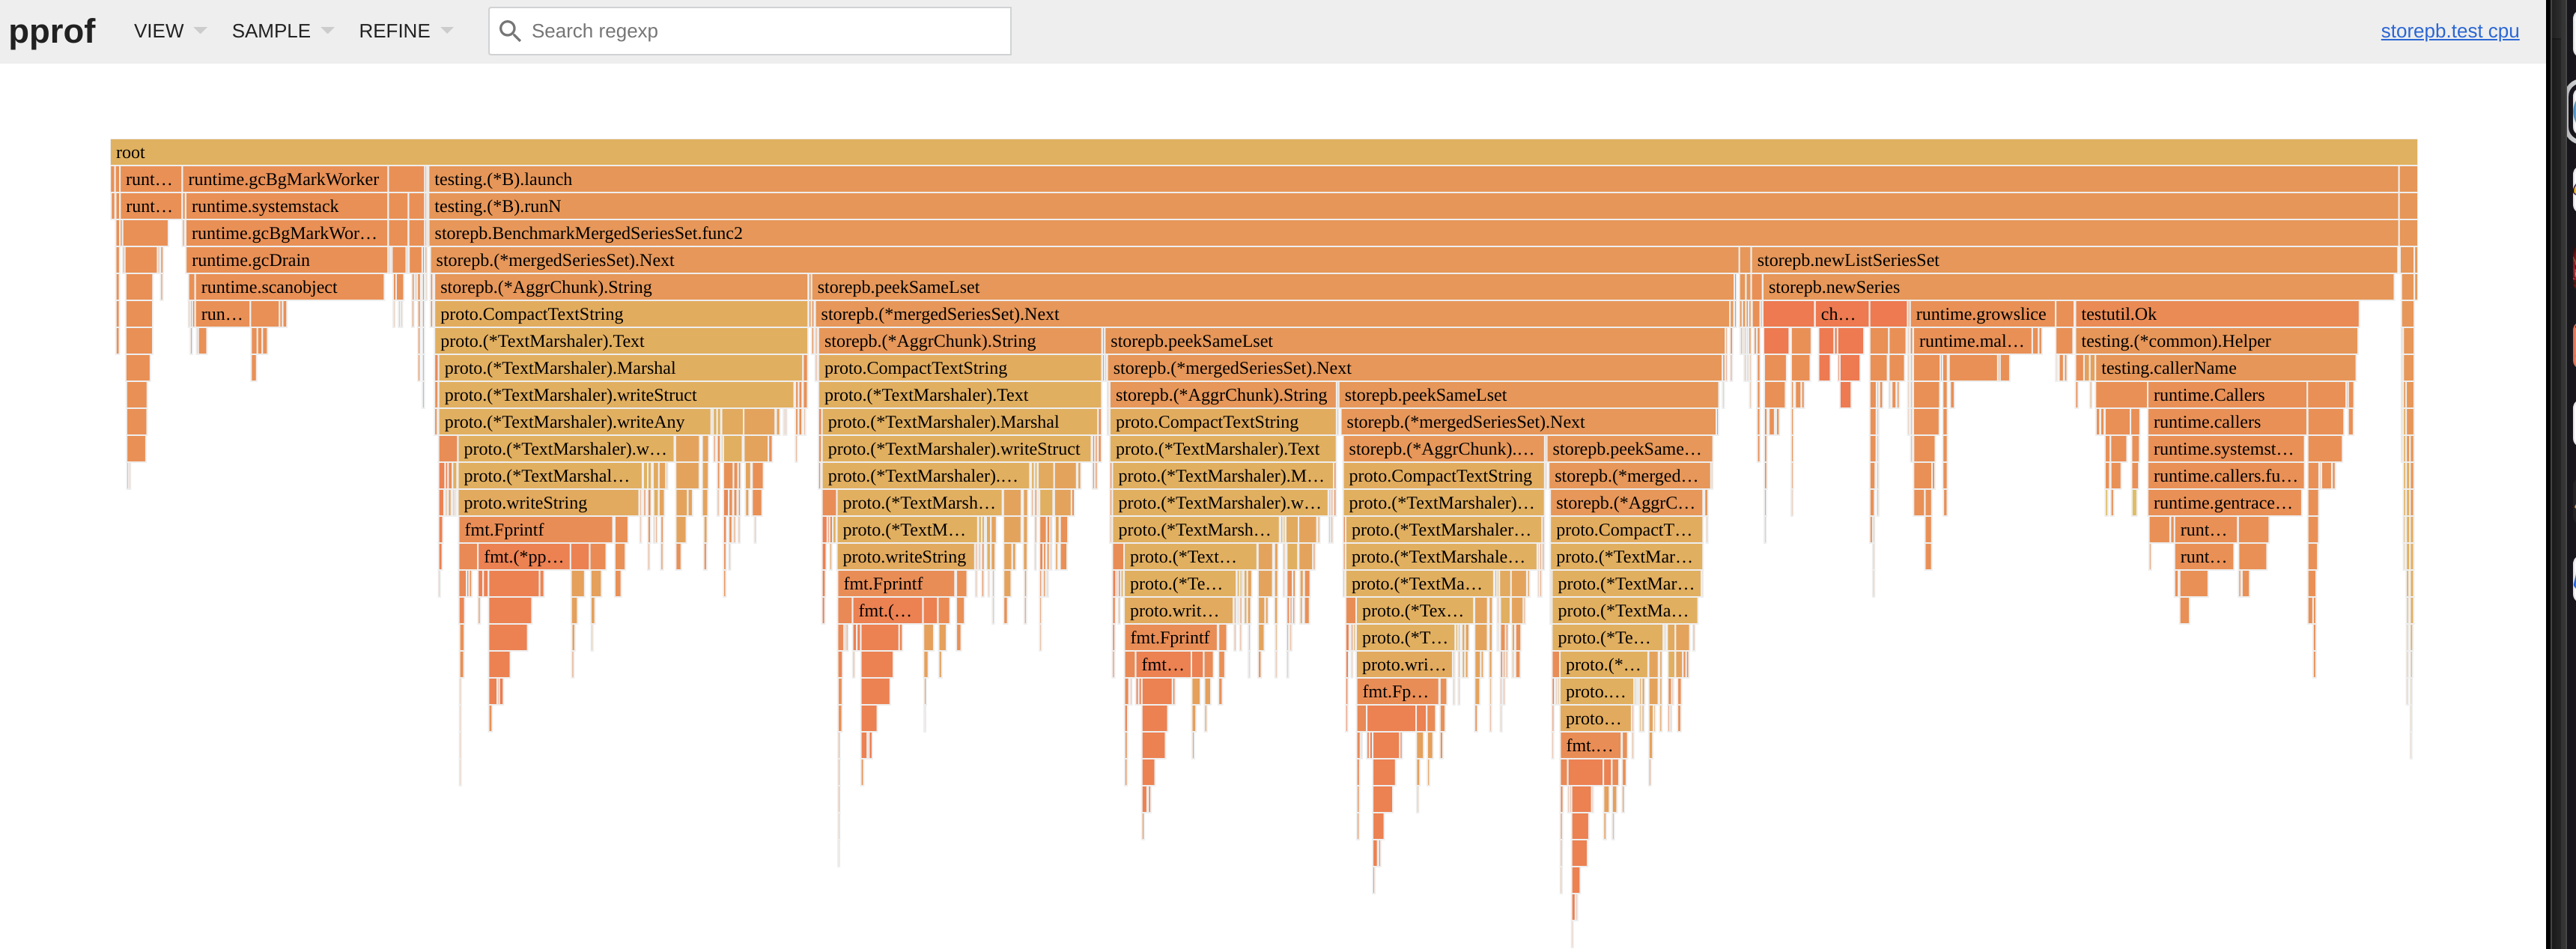 pprof VIEW SAMPLE REFINE Search regexp storepb.test cpu
root
runt… runtime.gcBgMarkWorker testing.(*B).launch
runt… runtime.systemstack testing.(*B).runN
runtime.gcBgMarkWor… storepb.BenchmarkMergedSeriesSet.func2
runtime.gcDrain storepb.(*mergedSeriesSet).Next storepb.newListSeriesSet
runtime.scanobject storepb.(*AggrChunk).String storepb.peekSameLset storepb.newSeries
run… proto.CompactTextString storepb.(*mergedSeriesSet).Next ch… runtime.growslice testutil.Ok
proto.(*TextMarshaler).Text storepb.(*AggrChunk).String storepb.peekSameLset runtime.mal… testing.(*common).Helper
proto.(*TextMarshaler).Marshal proto.CompactTextString storepb.(*mergedSeriesSet).Next testing.callerName
proto.(*TextMarshaler).writeStruct proto.(*TextMarshaler).Text storepb.(*AggrChunk).String storepb.peekSameLset runtime.Callers
proto.(*TextMarshaler).writeAny proto.(*TextMarshaler).Marshal proto.CompactTextString storepb.(*mergedSeriesSet).Next runtime.callers
proto.(*TextMarshaler).w… proto.(*TextMarshaler).writeStruct proto.(*TextMarshaler).Text storepb.(*AggrChunk).… storepb.peekSame… runtime.systemst…
proto.(*TextMarshal… proto.(*TextMarshaler).… proto.(*TextMarshaler).M… proto.CompactTextString storepb.(*merged… runtime.callers.fu…
proto.writeString proto.(*TextMarsh… proto.(*TextMarshaler).w… proto.(*TextMarshaler)… storepb.(*AggrC… runtime.gentrace…
fmt.Fprintf proto.(*TextM… proto.(*TextMarsh… proto.(*TextMarshaler… proto.CompactT… runt…
fmt.(*pp… proto.writeString proto.(*Text… proto.(*TextMarshale… proto.(*TextMar… runt…
fmt.Fprintf proto.(*Te… proto.(*TextMa… proto.(*TextMar…
fmt.(… proto.writ… proto.(*Tex… proto.(*TextMa…
fmt.Fprintf proto.(*T… proto.(*Te…
fmt… proto.wri… proto.(*…
fmt.Fp… proto.…
proto…
fmt.…